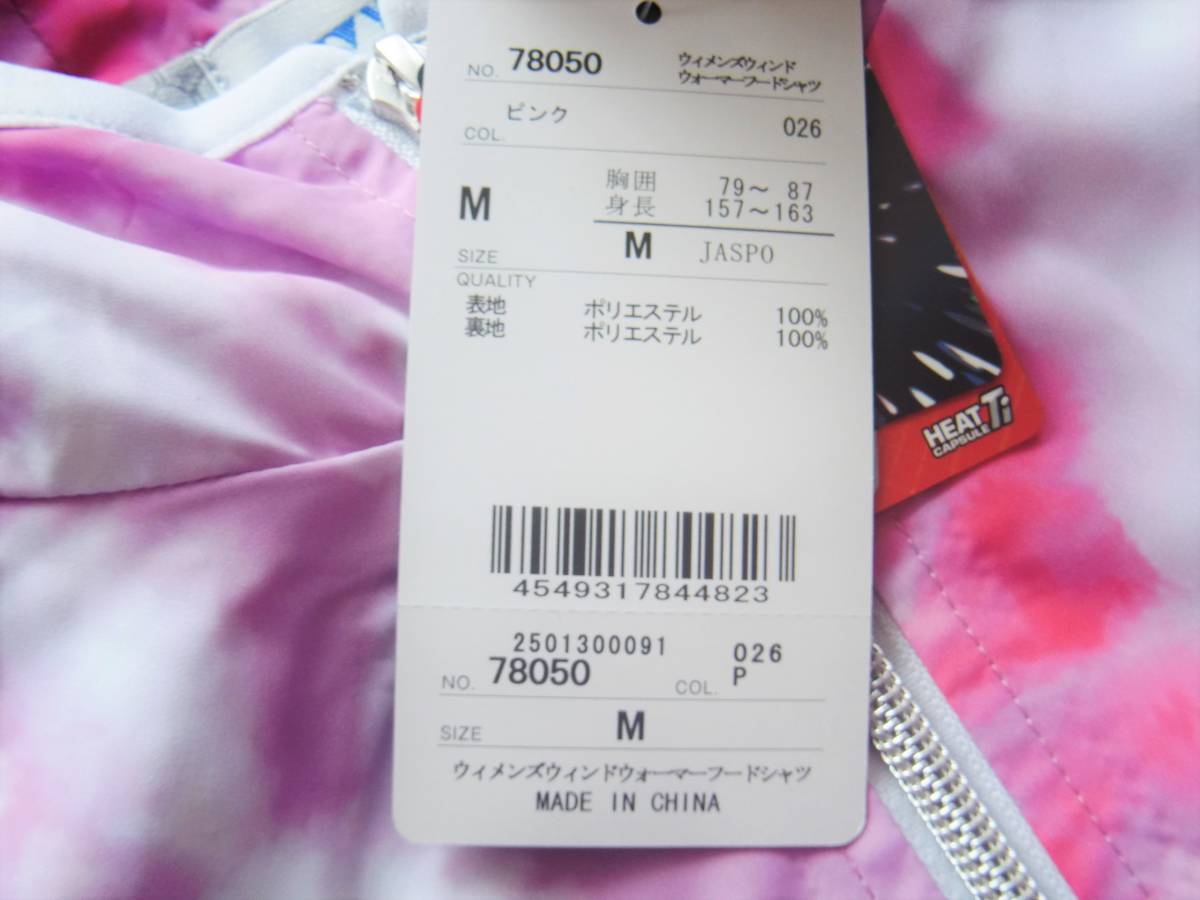 NO. 78050 ウィメンズウィンド
ウォーマーフードシャツ
ピンク
COL. 026
胸囲 79～ 87
M 身長 157～163
SIZE M JASPO
QUALITY
表地 ポリエステル 100%
裏地 ポリエステル 100%
4549317844823
2501300091 026
NO. 78050 COL. P
SIZE M
ウィメンズウィンドウォーマーフードシャツ
MADE IN CHINA
HEAT Ti
CAPSULE